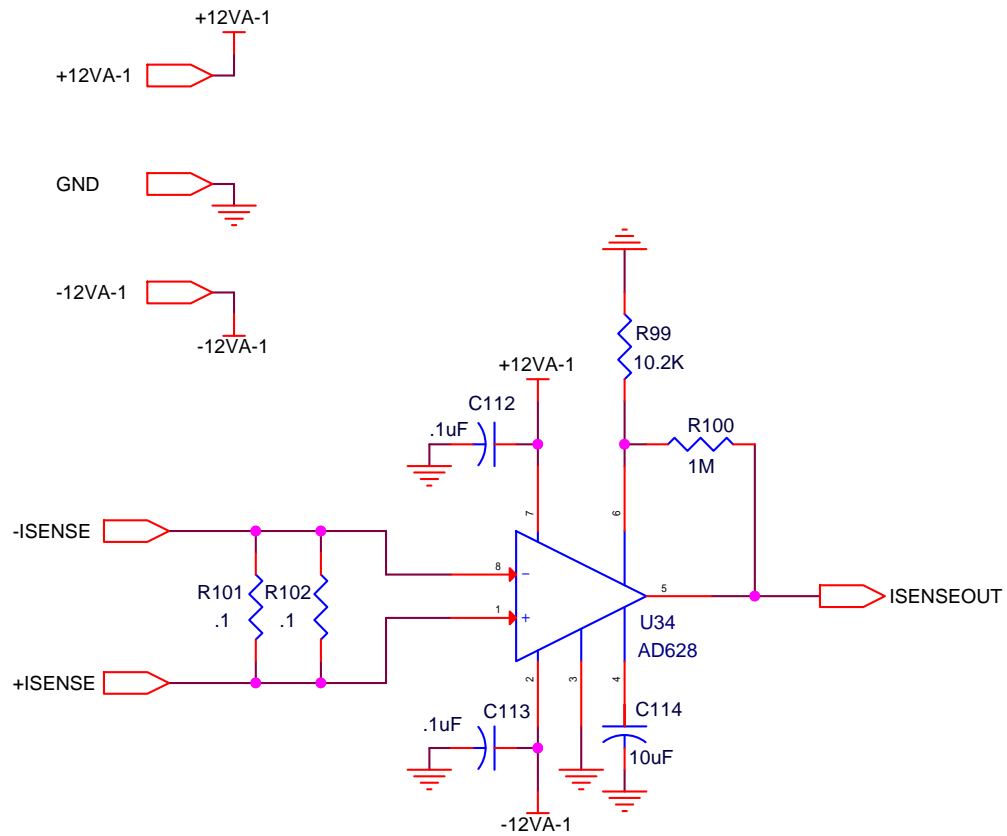 +12VA-1
+12VA-1
GND
-12VA-1
-12VA-1
R99
10.2K
+12VA-1
C112
.1uF
R100
1M
7
6
-ISENSE
8
−
R101
R102
.1
.1
1
+
5
ISENSEOUT
U34
AD628
+ISENSE
2
3
4
C113
.1uF
C114
10uF
-12VA-1